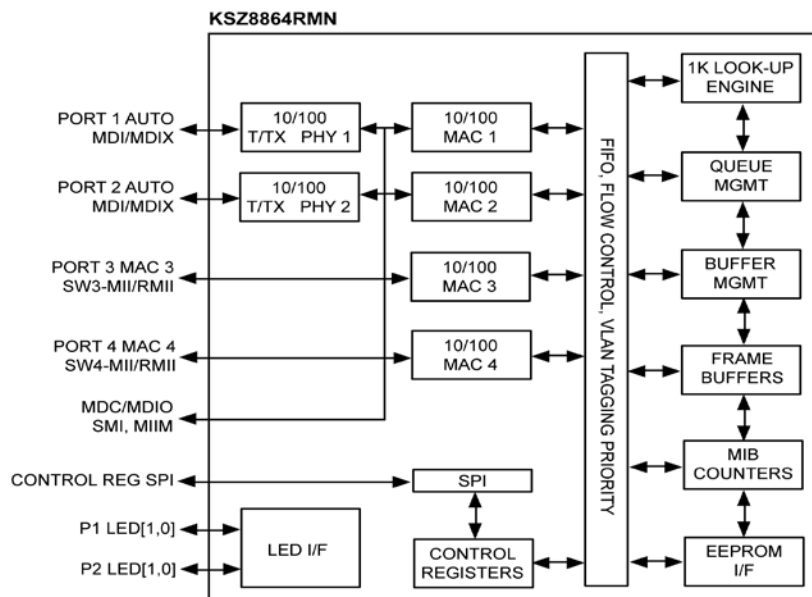 KSZ8864RMN
PORT 1 AUTO
MDI/MDIX
10/100
T/TX PHY 1
10/100
MAC 1
PORT 2 AUTO
MDI/MDIX
10/100
T/TX PHY 2
10/100
MAC 2
PORT 3 MAC 3
SW3-MII/RMII
10/100
MAC 3
PORT 4 MAC 4
SW4-MII/RMII
10/100
MAC 4
MDC/MDIO
SMI, MIIM
CONTROL REG SPI
SPI
P1 LED[1,0]
P2 LED[1,0]
LED I/F
CONTROL
REGISTERS
FIFO, FLOW CONTROL, VLAN TAGGING PRIORITY
1K LOOK-UP
ENGINE
QUEUE
MGMT
BUFFER
MGMT
FRAME
BUFFERS
MIB
COUNTERS
EEPROM
I/F